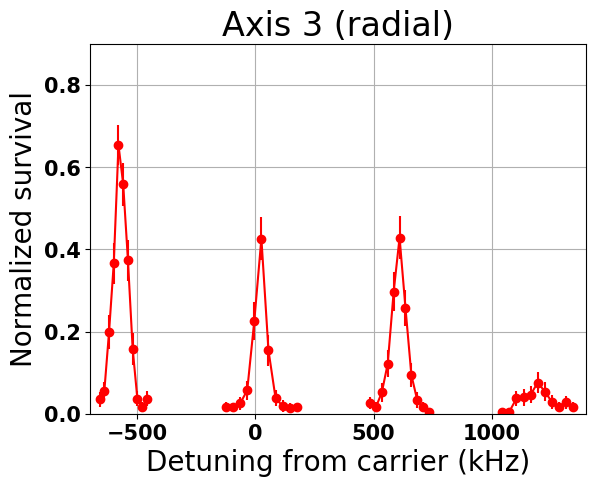 Axis 3 (radial)
Normalized survival
0.8
0.6
0.4
0.2
0.0
−500 0 500 1000
Detuning from carrier (kHz)